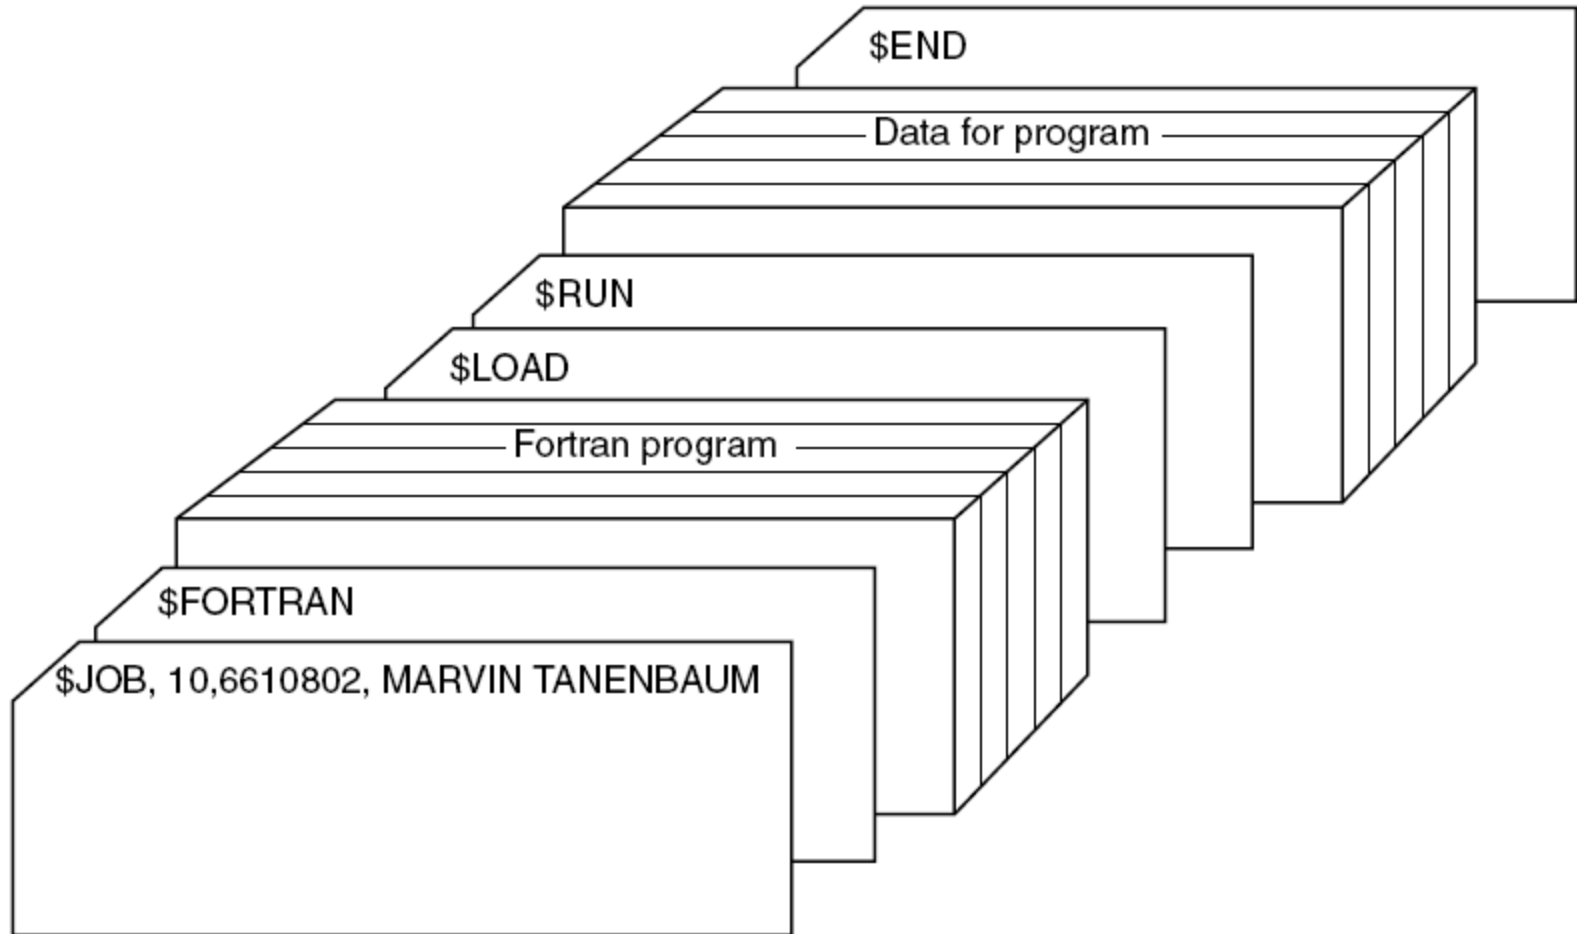 $END
Data for program
$RUN
$LOAD
Fortran program
$FORTRAN
$JOB, 10,6610802, MARVIN TANENBAUM